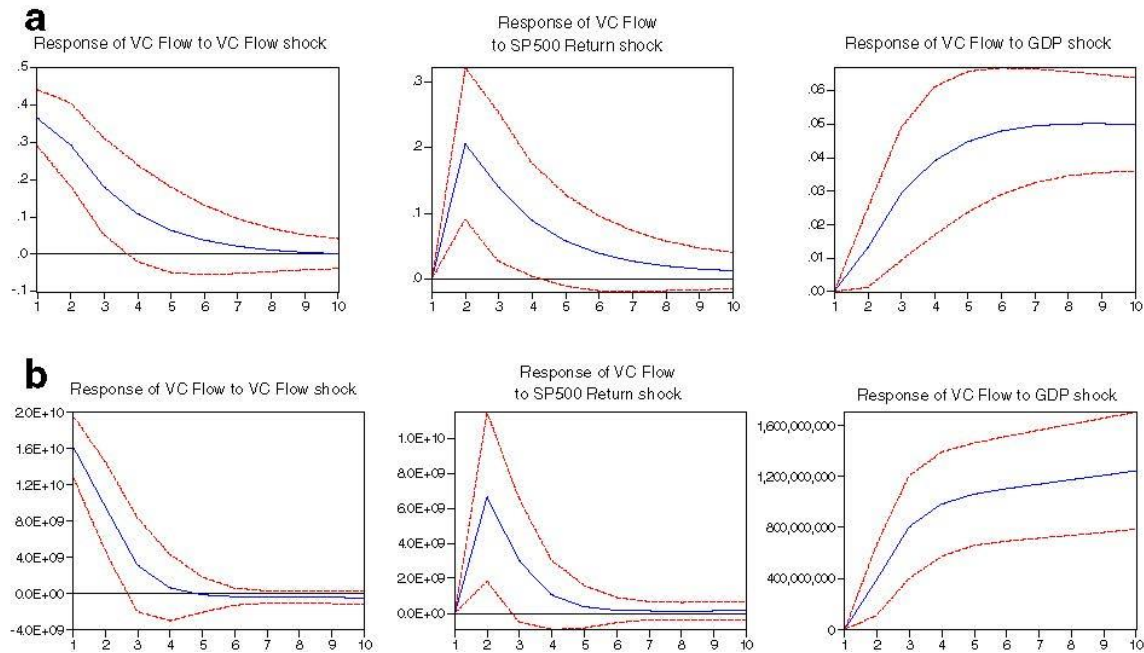 a
Response of VC Flow to VC Flow shock
.5
.4
.3
.2
.1
.0
-.1
1 2 3 4 5 6 7 8 9 10
Response of VC Flow
to SP500 Return shock
.3
.2
.1
.0
1 2 3 4 5 6 7 8 9 10
Response of VC Flow to GDP shock
.06
.05
.04
.03
.02
.01
.00
1 2 3 4 5 6 7 8 9 10
b
Response of VC Flow to VC Flow shock
2.0E+10
1.6E+10
1.2E+10
8.0E+09
4.0E+09
0.0E+00
-4.0E+09
1 2 3 4 5 6 7 8 9 10
Response of VC Flow
to SP500 Return shock
1.0E+10
8.0E+09
6.0E+09
4.0E+09
2.0E+09
0.0E+00
1 2 3 4 5 6 7 8 9 10
Response of VC Flow to GDP shock
1,600,000,000
1,200,000,000
800,000,000
400,000,000
0
1 2 3 4 5 6 7 8 9 10